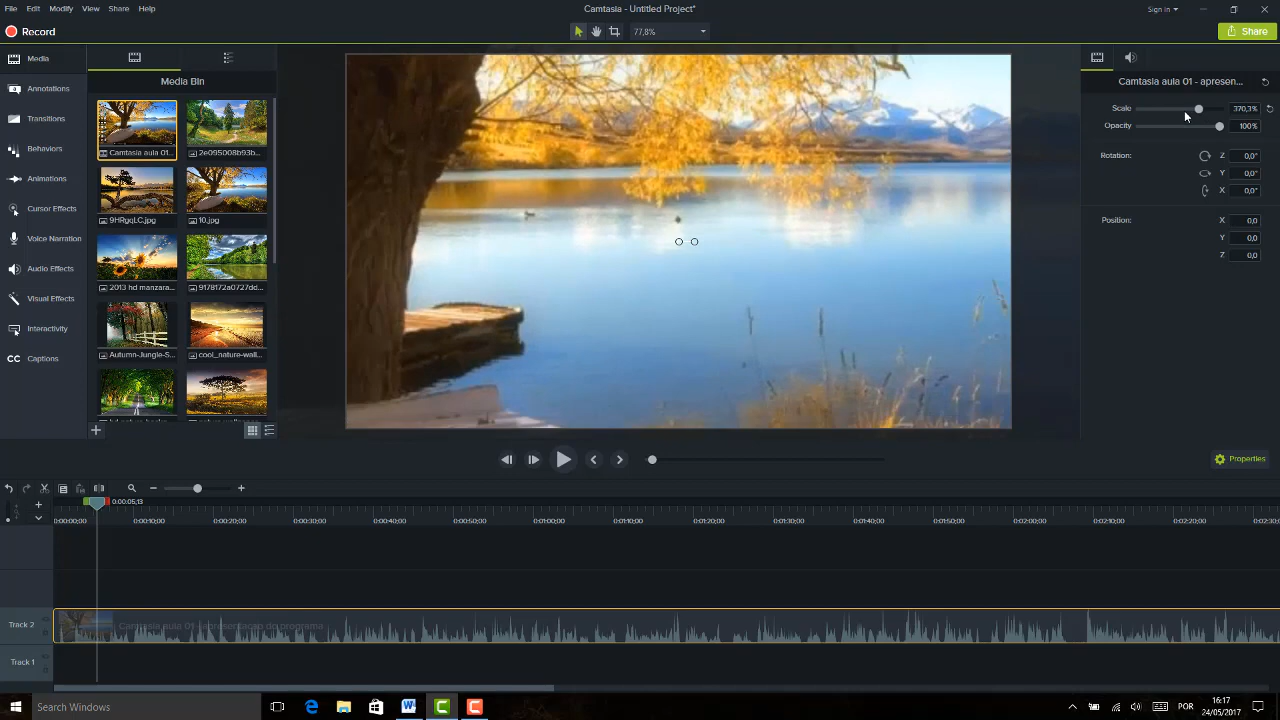 File Edit Modify View Share Help
Camtasia - Untitled Project*
Sign in
Record
77,8%
Share
Media
Annotations
Transitions
Behaviors
Animations
Cursor Effects
Voice Narration
Audio Effects
Visual Effects
Interactivity
CC Captions
Media Bin
Camtasia aula 01...
2e095008b93b...
9HRgqLC.jpg
10.jpg
2013 hd manzara...
9178172a0727dd...
Autumn-Jungle-S...
cool_nature-wall...
Camtasia aula 01 - apresen...
Scale 370,3%
Opacity 100%
Rotation: Z 0,0°
Y 0,0°
X 0,0°
Position: X 0,0
Y 0,0
Z 0,0
Properties
0:00:05;13
0:00:00;00 0:00:10;00 0:00:20;00 0:00:30;00 0:00:40;00 0:00:50;00 0:01:00;00 0:01:10;00 0:01:20;00 0:01:30;00 0:01:40;00 0:01:50;00 0:02:00;00 0:02:10;00 0:02:20;00
Track 2
Camtasia aula 01 - apresentacao do programa
Track 1
Search Windows
POR
16:17
24/05/2017